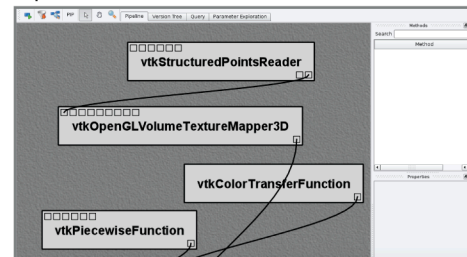 Pipeline Version Tree Query Parameter Exploration
Methods
Search
Method
vtkStructuredPointsReader
vtkOpenGLVolumeTextureMapper3D
vtkColorTransferFunction
Properties
vtkPiecewiseFunction